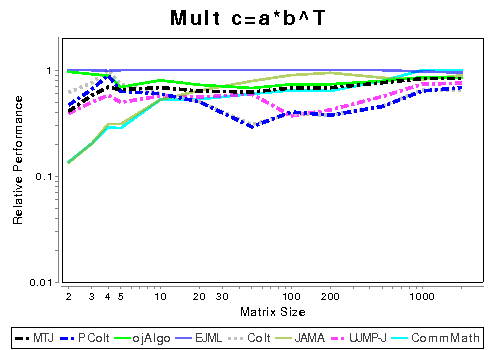 Mult c=a*b^T
Relative Performance
1
0.1
0.01
2 3 4 5 10 20 30 100 200 1000
Matrix Size
MTJ PColt ojAlgo EJML Colt JAMA UJMP-J CommMath